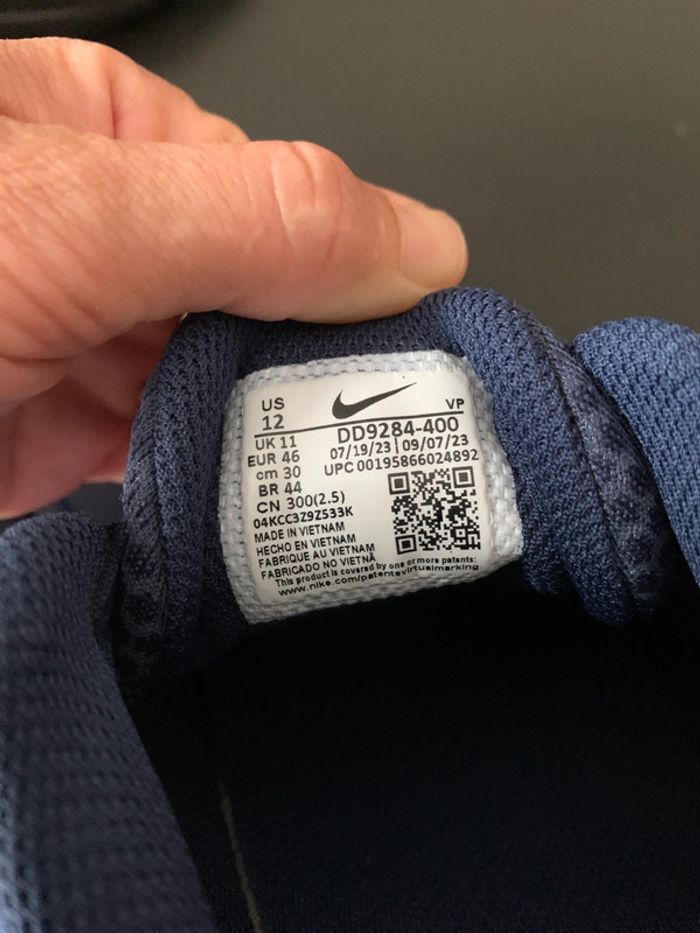 US
12
UK 11
EUR 46
cm 30
BR 44
CN 300(2.5)
04KCC3Z9Z533K
MADE IN VIETNAM
HECHO EN VIETNAM
FABRIQUE AU VIETNAM
FABRICADO NO VIETNÃ
VP
DD9284-400
07/19/23 | 09/07/23
UPC 00195866024892
This product is covered by one or more patents:
www.nike.com/patentsvirtualmarking